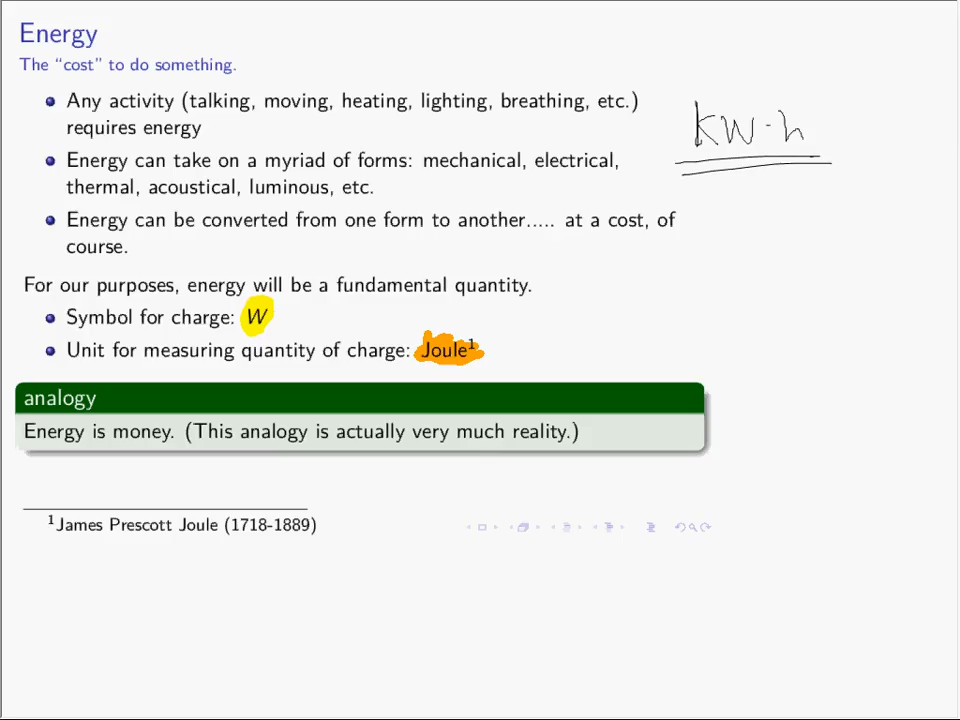 Energy
The “cost” to do something.
Any activity (talking, moving, heating, lighting, breathing, etc.)
requires energy
kW·h
Energy can take on a myriad of forms: mechanical, electrical,
thermal, acoustical, luminous, etc.
Energy can be converted from one form to another..... at a cost, of
course.
For our purposes, energy will be a fundamental quantity.
Symbol for charge: W
Unit for measuring quantity of charge: Joule¹
analogy
Energy is money. (This analogy is actually very much reality.)
¹James Prescott Joule (1718-1889)